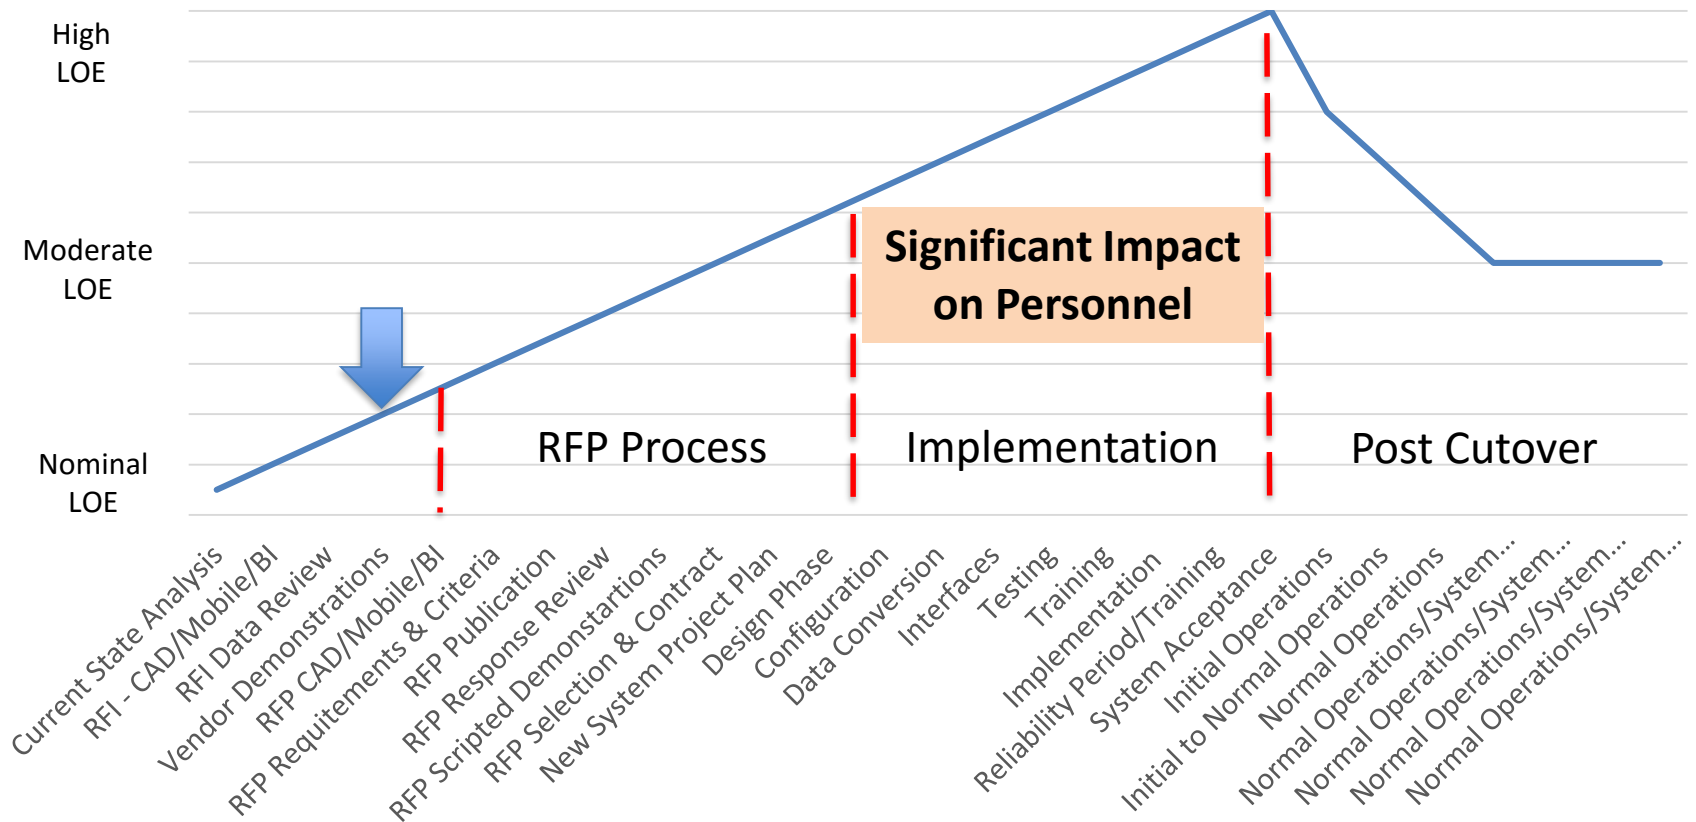 High
LOE
Moderate
LOE
Nominal
LOE
Significant Impact
on Personnel
RFP Process
Implementation
Post Cutover
Current State Analysis
RFI - CAD/Mobile/BI
RFI Data Review
Vendor Demonstrations
RFP CAD/Mobile/BI
RFP Requitements & Criteria
RFP Publication
RFP Response Review
RFP Scripted Demonstartions
RFP Selection & Contract
New System Project Plan
Design Phase
Configuration
Data Conversion
Interfaces
Testing
Training
Implementation
Reliability Period/Training
System Acceptance
Initial Operations
Initial to Normal Operations
Normal Operations
Normal Operations/System...
Normal Operations/System...
Normal Operations/System...
Normal Operations/System...